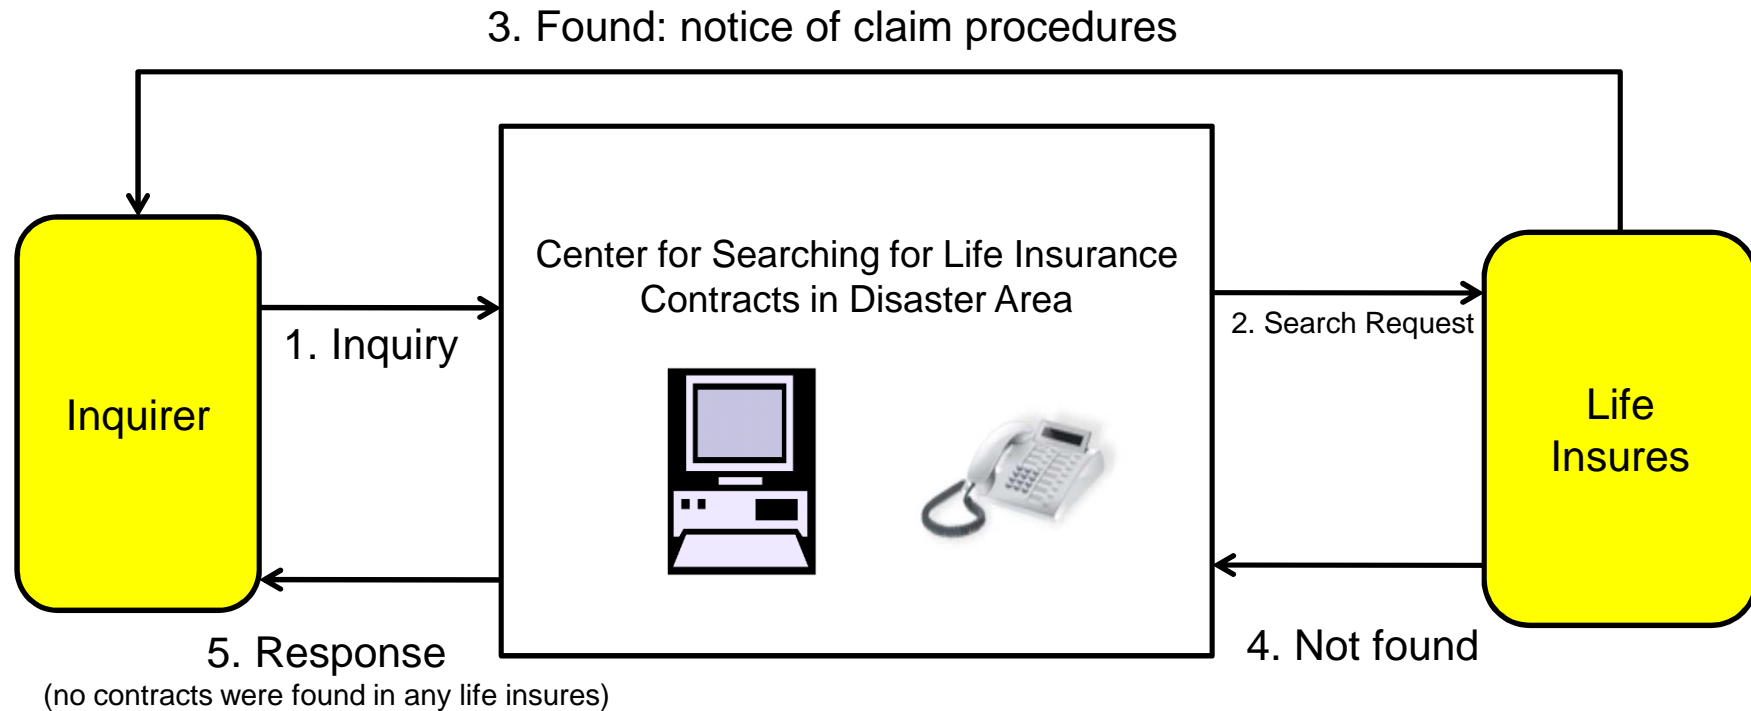 3. Found: notice of claim procedures
Center for Searching for Life Insurance
Contracts in Disaster Area
1. Inquiry
2. Search Request
Inquirer
Life
Insures
5. Response
(no contracts were found in any life insures)
4. Not found